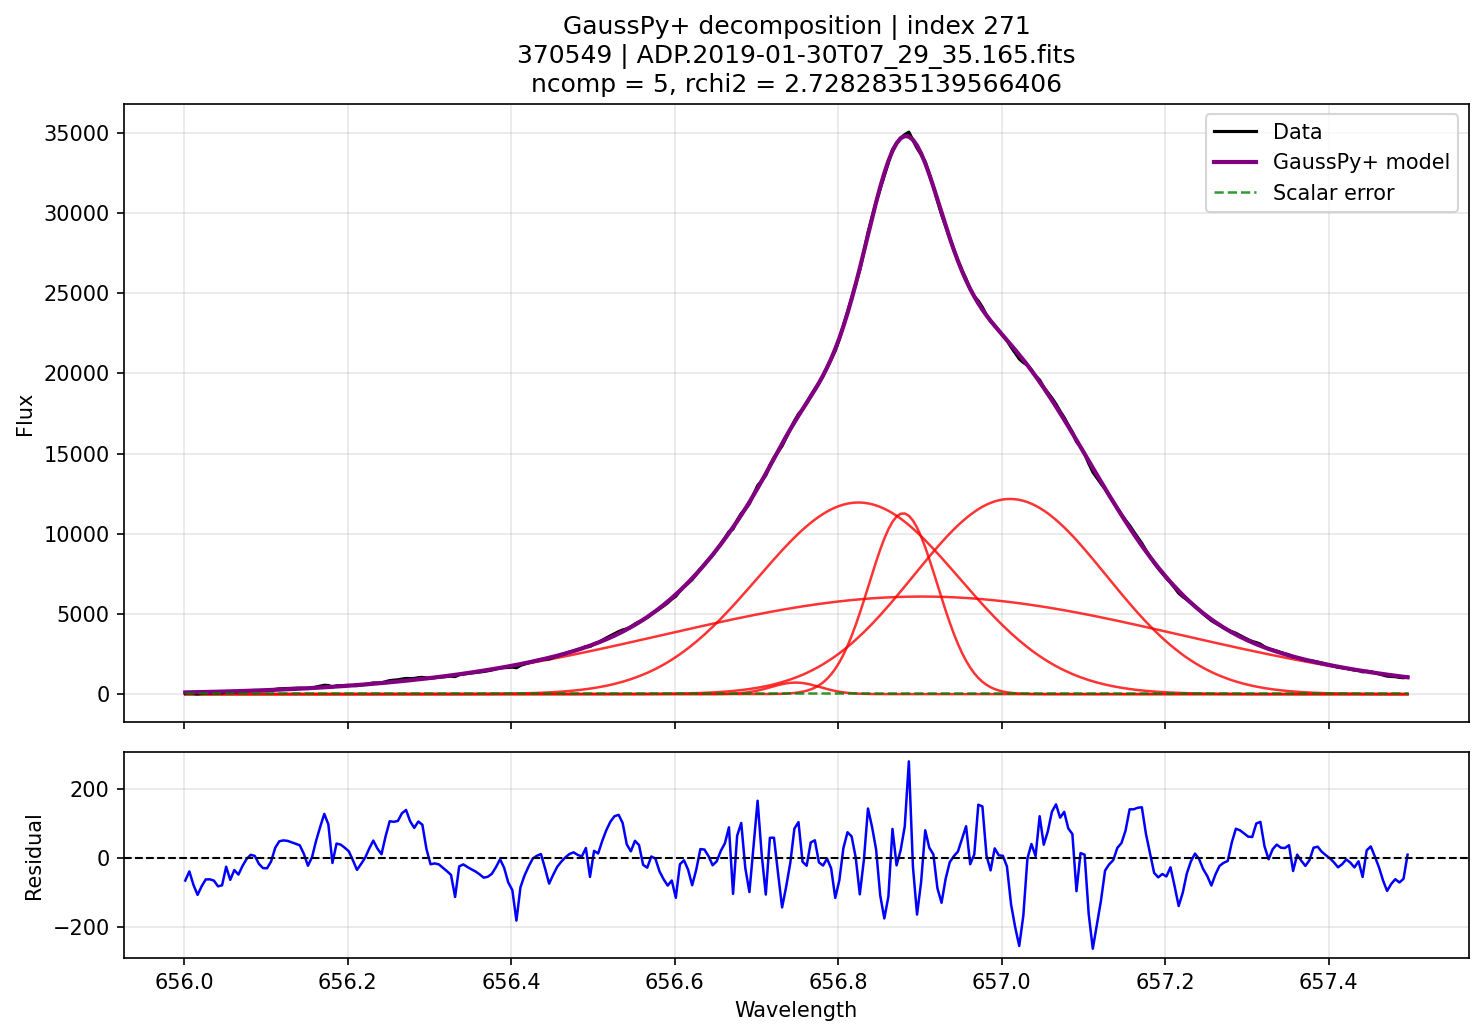 GaussPy+ decomposition | index 271
370549 | ADP.2019-01-30T07_29_35.165.fits
ncomp = 5, rchi2 = 2.7282835139566406
Data
GaussPy+ model
Scalar error
Flux
35000
30000
25000
20000
15000
10000
5000
0
Residual
200
0
−200
656.0
656.2
656.4
656.6
656.8
657.0
657.2
657.4
Wavelength